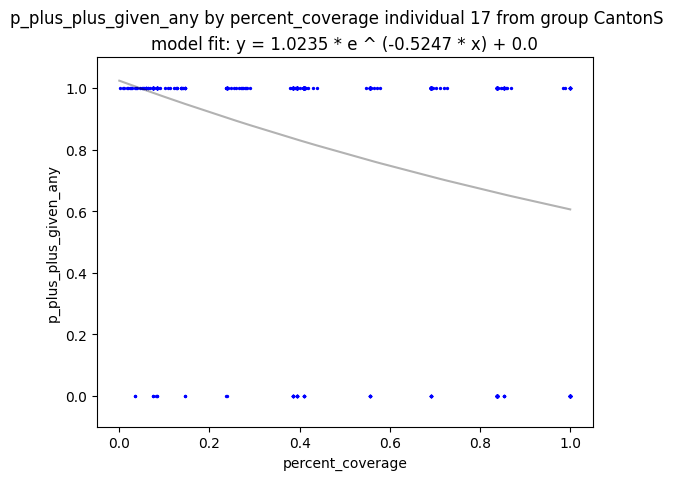 p_plus_plus_given_any by percent_coverage individual 17 from group CantonS
model fit: y = 1.0235 * e ^ (-0.5247 * x) + 0.0
1.0
0.8
0.6
0.4
0.2
0.0
p_plus_plus_given_any
0.0 0.2 0.4 0.6 0.8 1.0
percent_coverage